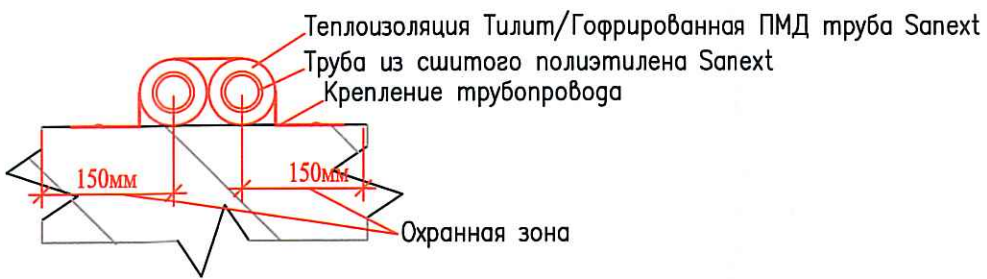 Теплоизоляция Тилит/Гофрированная ПМД труба Sanext
Труба из сшитого полиэтилена Sanext
Крепление трубопровода
150мм 150мм
Охранная зона